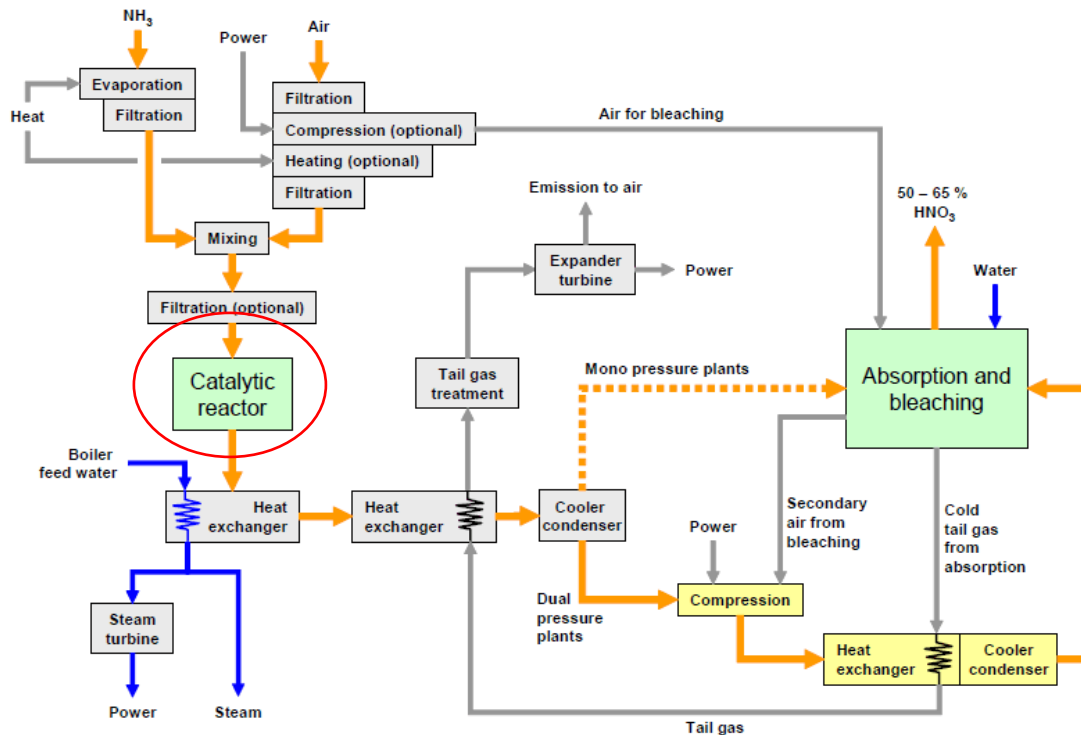 NH3
Air
Power
Evaporation
Filtration
Heat
Filtration
Compression (optional)
Heating (optional)
Filtration
Air for bleaching
Emission to air
50 – 65 %
HNO3
Mixing
Expander
turbine
Power
Water
Filtration (optional)
Catalytic
reactor
Tail gas
treatment
Mono pressure plants
Absorption and
bleaching
Boiler
feed water
Heat
exchanger
Heat
exchanger
Cooler
condenser
Secondary
air from
bleaching
Cold
tail gas
from
absorption
Power
Dual
pressure
plants
Compression
Steam
turbine
Heat
exchanger
Cooler
condenser
Power
Steam
Tail gas